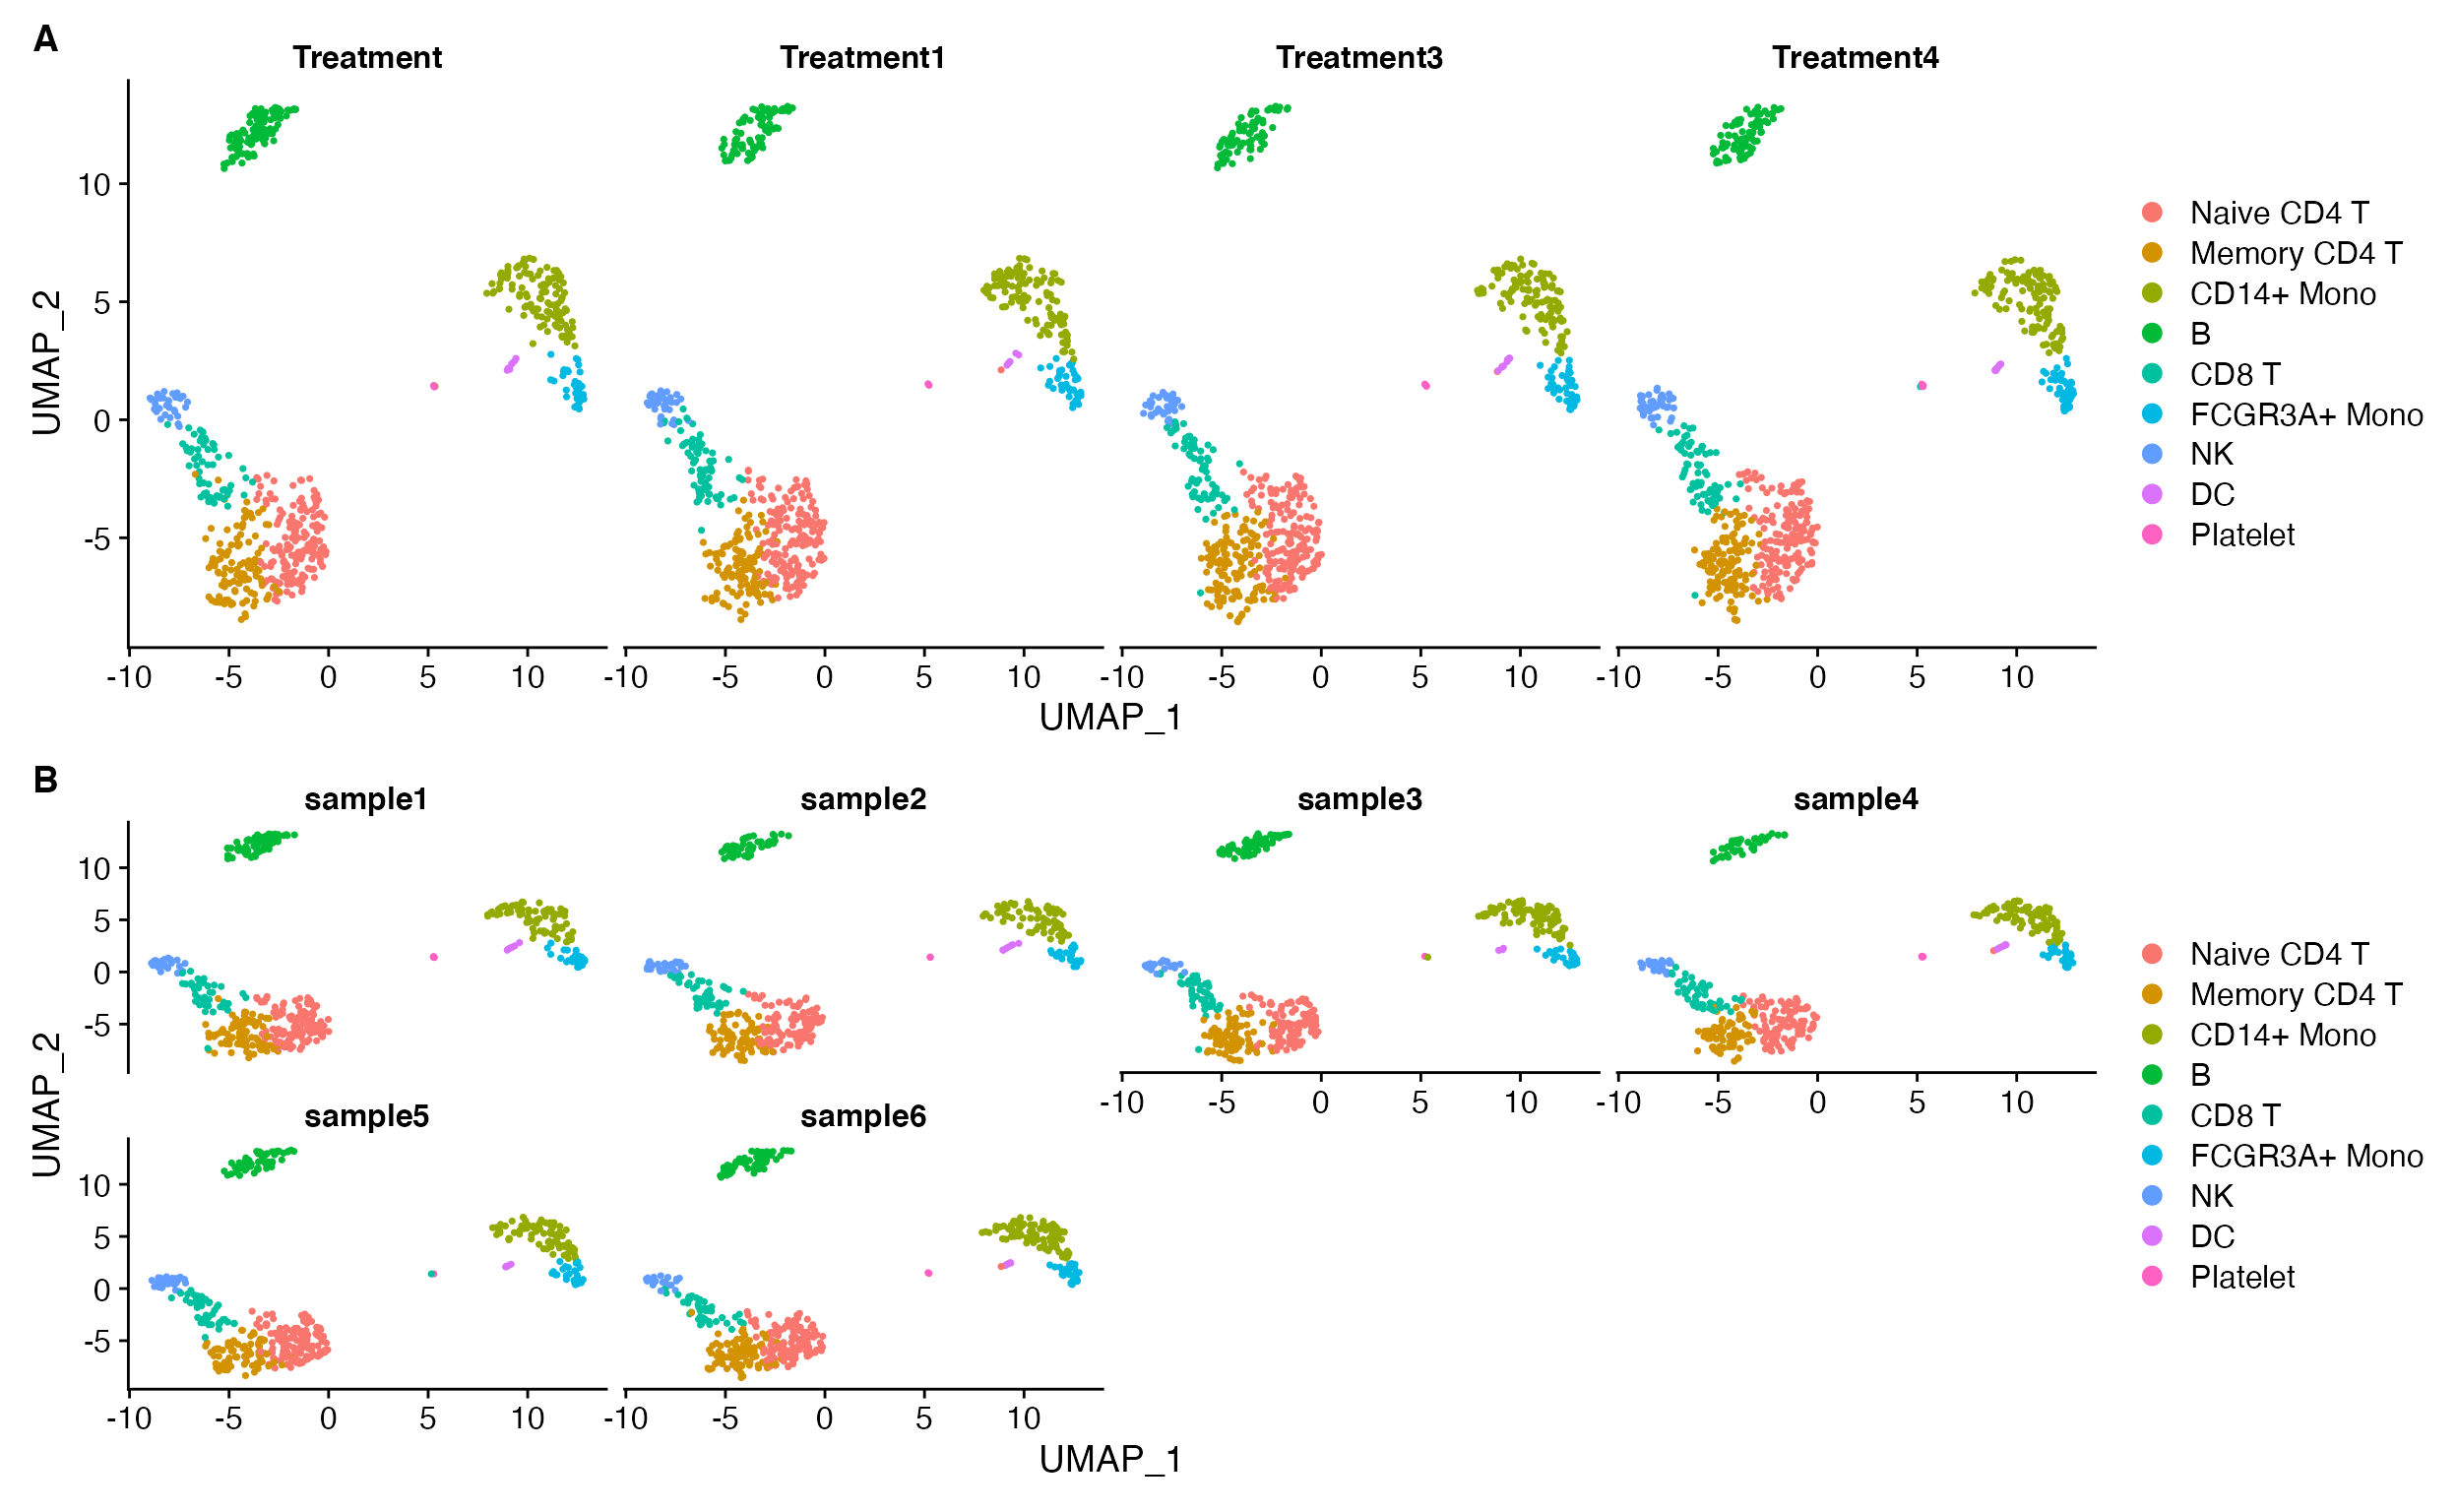 A
Treatment Treatment1 Treatment3 Treatment4
10
5
0
-5
UMAP_2
-10 -5 0 5 10 -10 -5 0 5 10 -10 -5 0 5 10 -10 -5 0 5 10
UMAP_1
Naive CD4 T
Memory CD4 T
CD14+ Mono
B
CD8 T
FCGR3A+ Mono
NK
DC
Platelet
B
sample1 sample2 sample3 sample4
10
5
0
-5
-10 -5 0 5 10 -10 -5 0 5 10
UMAP_2
sample5 sample6
10
5
0
-5
-10 -5 0 5 10 -10 -5 0 5 10
UMAP_1
Naive CD4 T
Memory CD4 T
CD14+ Mono
B
CD8 T
FCGR3A+ Mono
NK
DC
Platelet